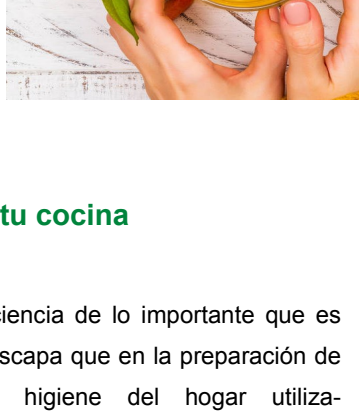 tu cocina
ciencia de lo importante que es
scapa que en la preparación de
higiene del hogar utiliza-